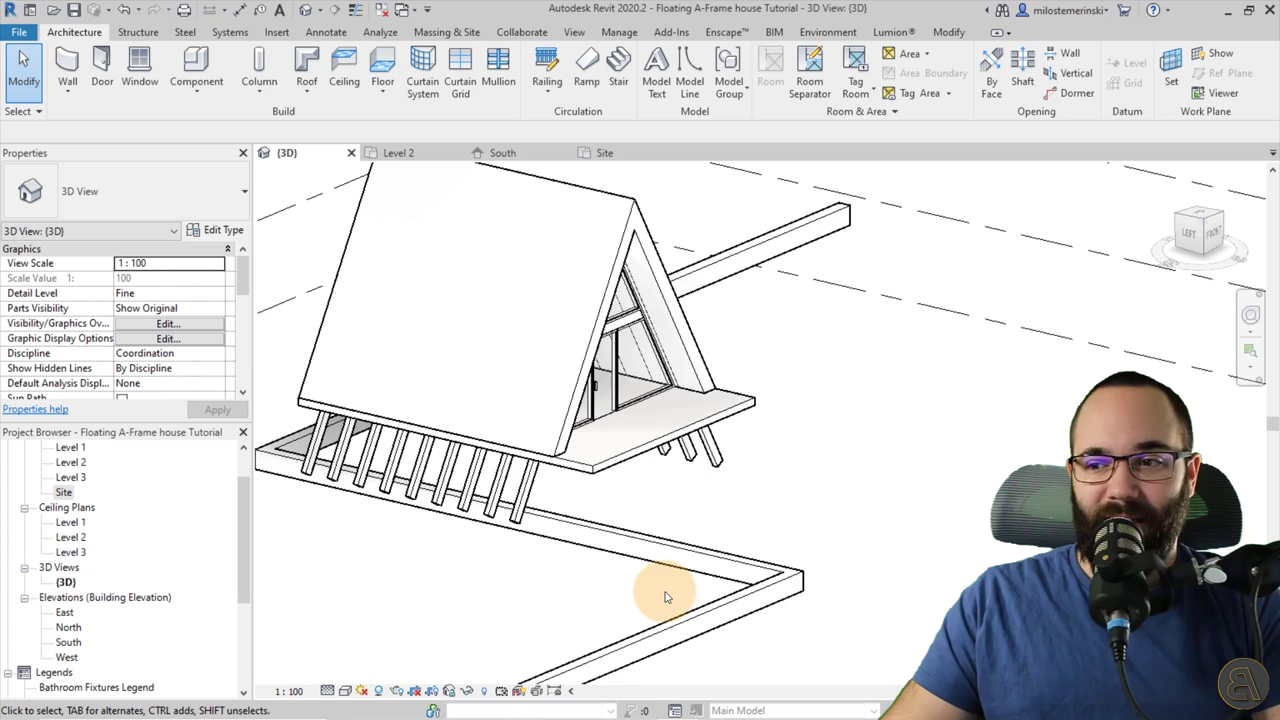 Autodesk Revit 2020.2 - Floating A-Frame house Tutorial - 3D View: {3D}
milostemerinski
File Architecture Structure Steel Systems Insert Annotate Analyze Massing & Site Collaborate View Manage Add-Ins Enscape™ BIM Environment Lumion® Modify
Modify Wall Door Window Component Column Roof Ceiling Floor Curtain System Curtain Grid Mullion Railing Ramp Stair Model Text Model Line Model Group Room Room Separator Tag Room Area Area Boundary Tag Area By Face Shaft Wall Vertical Dormer Level Grid Set Show Ref Plane Viewer
Select Build Circulation Model Room & Area Opening Datum Work Plane
Properties
{3D} Level 2 South Site
3D View
3D View: {3D} Edit Type
Graphics
View Scale 1 : 100
Scale Value 1: 100
Detail Level Fine
Parts Visibility Show Original
Visibility/Graphics Ov... Edit...
Graphic Display Options Edit...
Discipline Coordination
Show Hidden Lines By Discipline
Default Analysis Displ... None
Sun Path
Properties help Apply
Project Browser - Floating A-Frame house Tutorial
Level 1
Level 2
Level 3
Site
Ceiling Plans
Level 1
Level 2
Level 3
3D Views
{3D}
Elevations (Building Elevation)
East
North
South
West
Legends
Bathroom Fixtures Legend
LEFT FRONT
1 : 100
Click to select, TAB for alternates, CTRL adds, SHIFT unselects. :0 Main Model